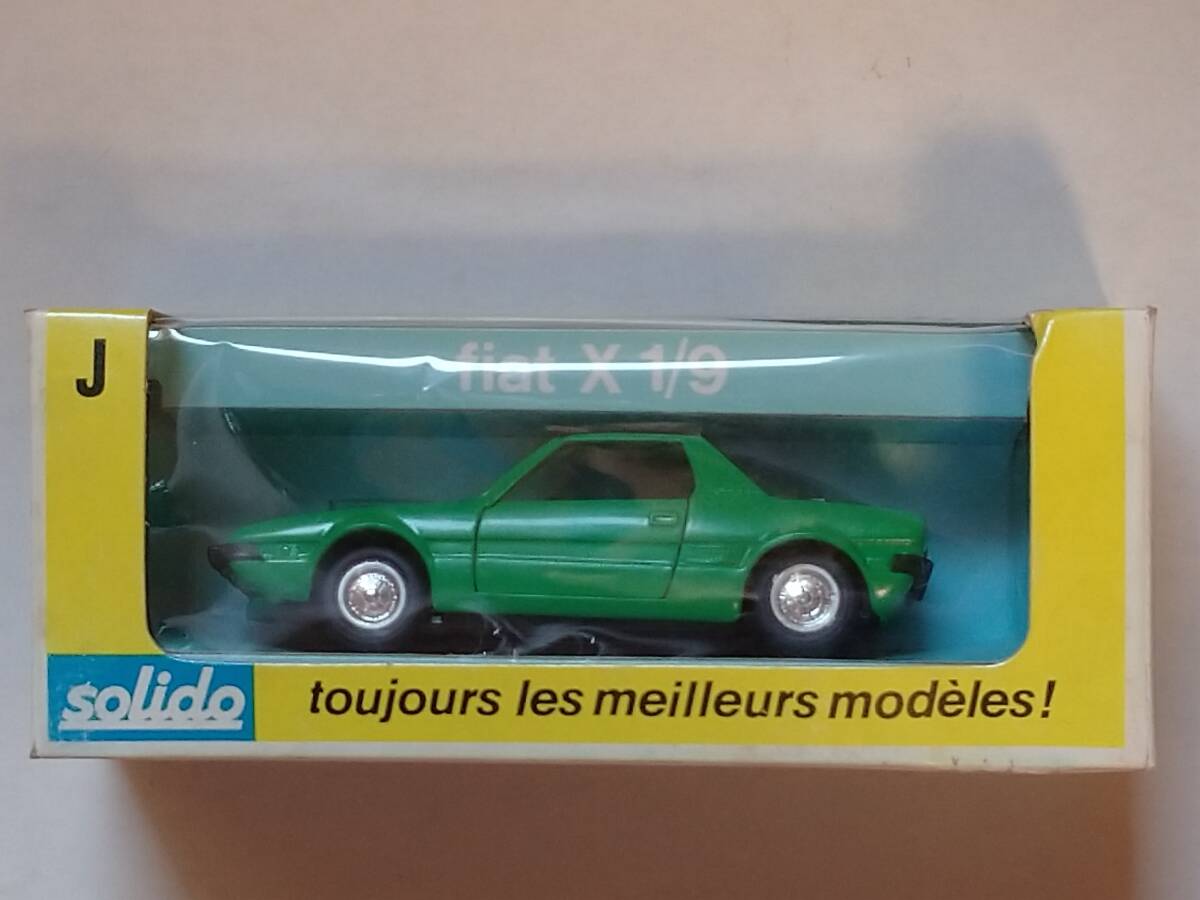 J
fiat X 1/9
solido
toujours les meilleurs modèles!